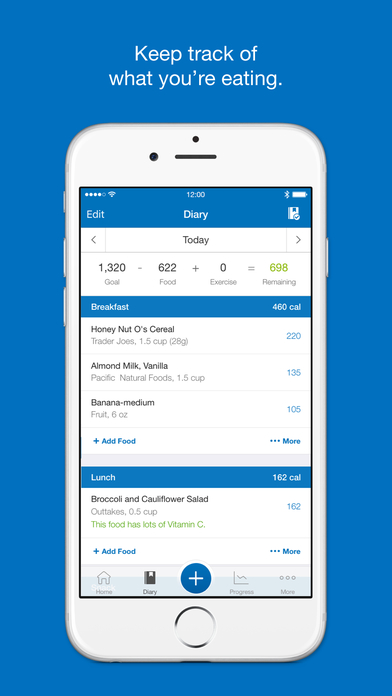 Keep track of
what you're eating.
12:00
Edit Diary
Today
1,320 - 622 + 0 = 698
Goal Food Exercise Remaining
Breakfast 460 cal
Honey Nut O's Cereal
Trader Joes, 1.5 cup (28g)
220
Almond Milk, Vanilla
Pacific Natural Foods, 1.5 cup
135
Banana-medium
Fruit, 6 oz
105
+ Add Food ••• More
Lunch 162 cal
Broccoli and Cauliflower Salad
Outtakes, 0.5 cup
162
This food has lots of Vitamin C.
+ Add Food ••• More
Home Diary + Progress More